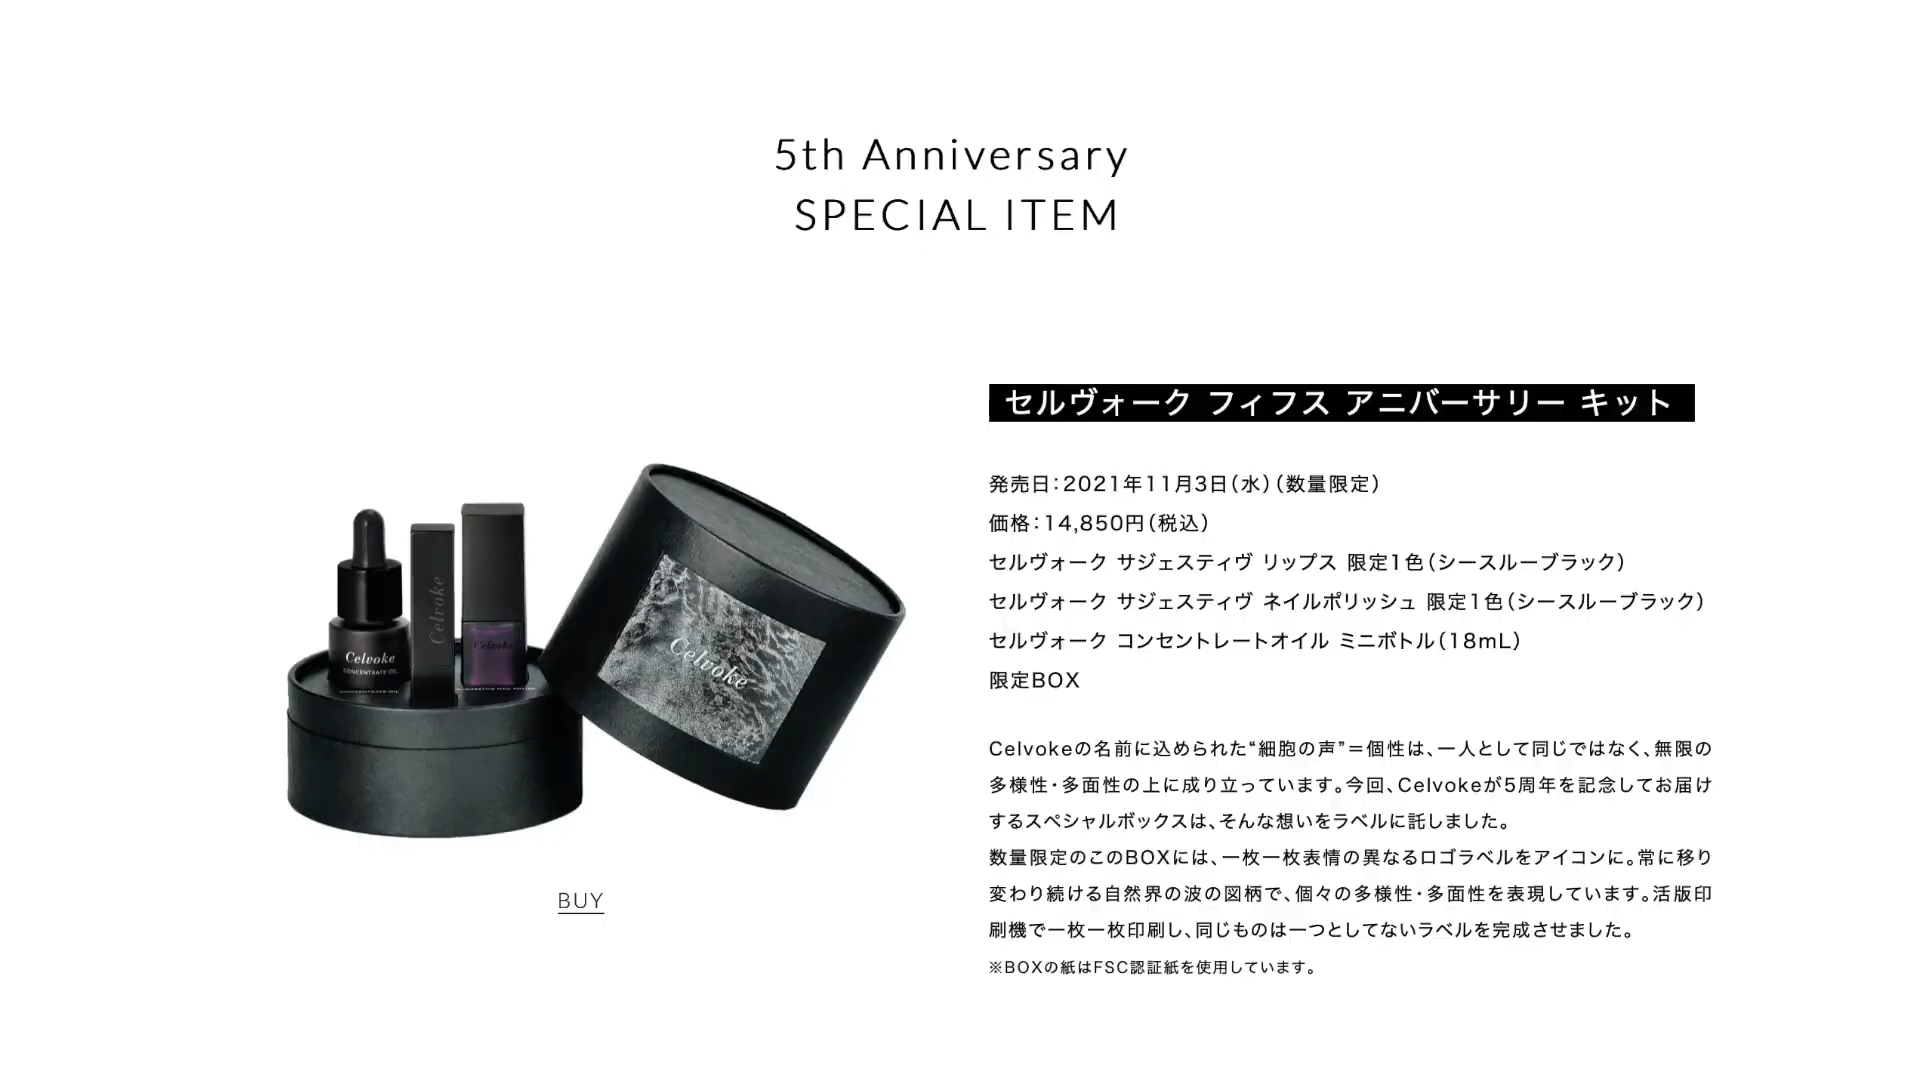 5th Anniversary
SPECIAL ITEM
セルヴォーク フィフス アニバーサリー キット
発売日：2021年11月3日（水）（数量限定）
価格：14,850円（税込）
セルヴォーク サジェスティヴ リップス 限定1色（シースルーブラック）
セルヴォーク サジェスティヴ ネイルポリッシュ 限定1色（シースルーブラック）
セルヴォーク コンセントレートオイル ミニボトル（18mL）
限定BOX
Celvokeの名前に込められた“細胞の声”＝個性は、一人として同じではなく、無限の
多様性・多面性の上に成り立っています。今回、Celvokeが5周年を記念してお届け
するスペシャルボックスは、そんな想いをラベルに託しました。
数量限定のこのBOXには、一枚一枚表情の異なるロゴラベルをアイコンに。常に移り
変わり続ける自然界の波の図柄で、個々の多様性・多面性を表現しています。活版印
刷機で一枚一枚印刷し、同じものは一つとしてないラベルを完成させました。
※BOXの紙はFSC認証紙を使用しています。
Celvoke
CONCENTRATE OIL
Celvoke
Celvoke
Celvoke
BUY